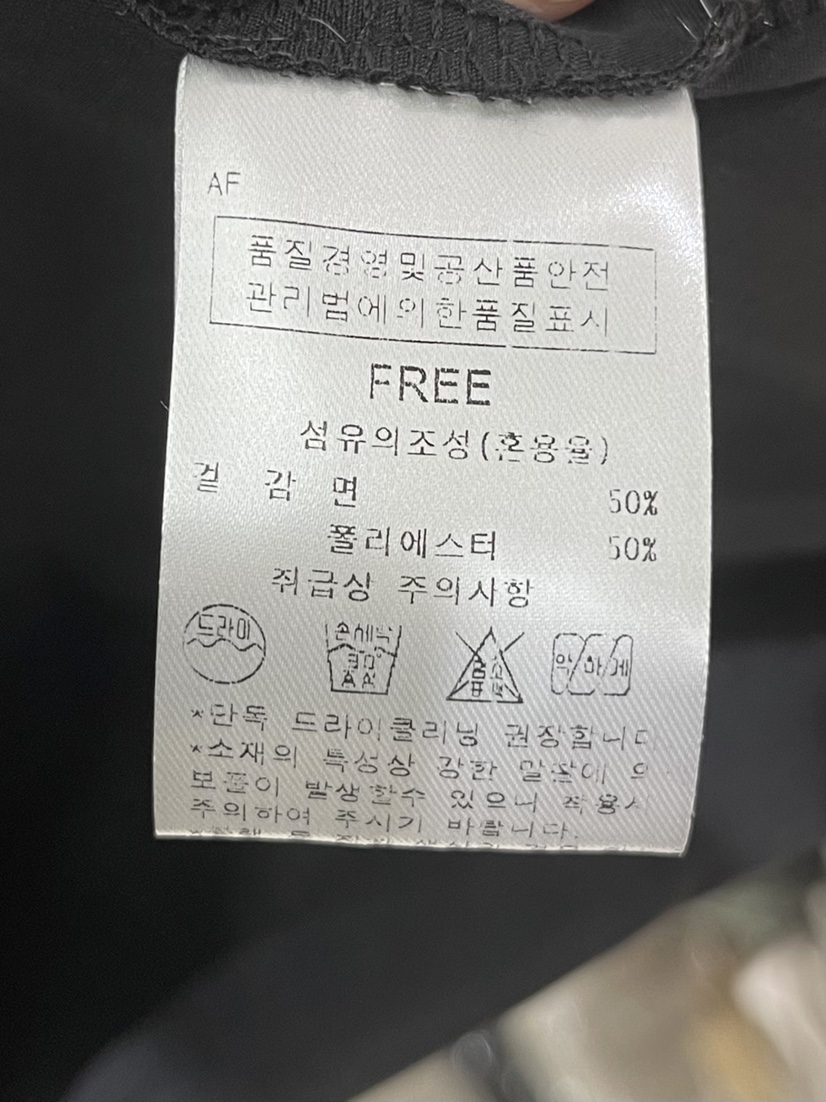 AF
품질경영및공산품안전
관리법에의한품질표시
FREE
섬유의조성(혼용율)
겉 감 면 50%
폴리에스터 50%
취급상 주의사항
드라이
손세탁
30°
약하게
*단독 드라이클리닝 권장합니다
*소재의 특성상 강한 마찰에 의
보풀이 발생할수 있으니 착용시
주의하여 주시기 바랍니다.